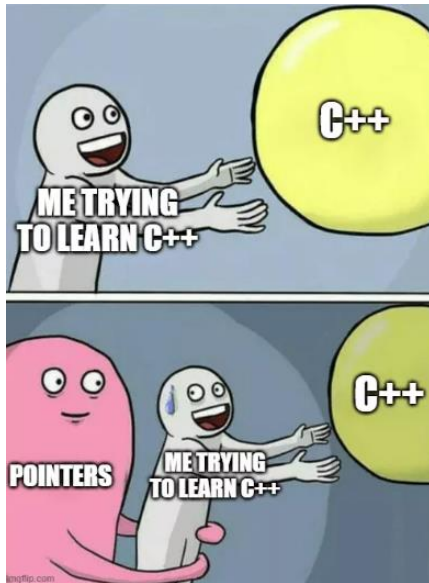 C++
ME TRYING
TO LEARN C++
C++
POINTERS
ME TRYING
TO LEARN C++
imgflip.com